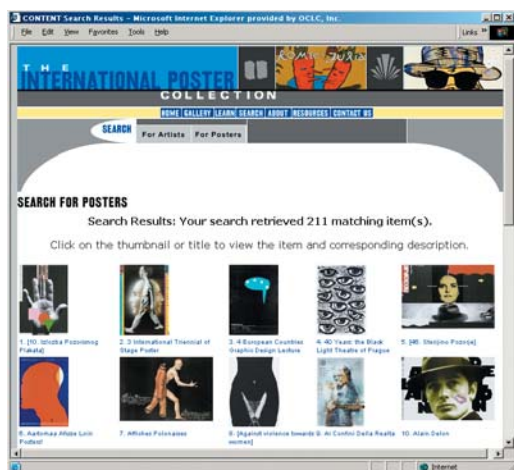 CONTENT Search Results - Microsoft Internet Explorer provided by OCLC, Inc.
File Edit View Favorites Tools Help
Links »
THE
INTERNATIONAL POSTER
COLLECTION
HOME GALLERY LEARN SEARCH ABOUT RESOURCES CONTACT US
SEARCH For Artists For Posters
SEARCH FOR POSTERS
Search Results: Your search retrieved 211 matching item(s).
Click on the thumbnail or title to view the item and corresponding description.
1. [10. Izlozba Pozorisnog Plakata]
2. 3 International Triennial of Stage Poster
3. 4 European Countries Graphic Design Lecture
4. 40 Years: the Black Light Theatre of Prague
5. [46. Sterijino Pozorje]
6.
7. Affiches Polonaises
8. [Against violence towards women]
9. Ai Confini Della Realta
10. Alain Delon
Internet